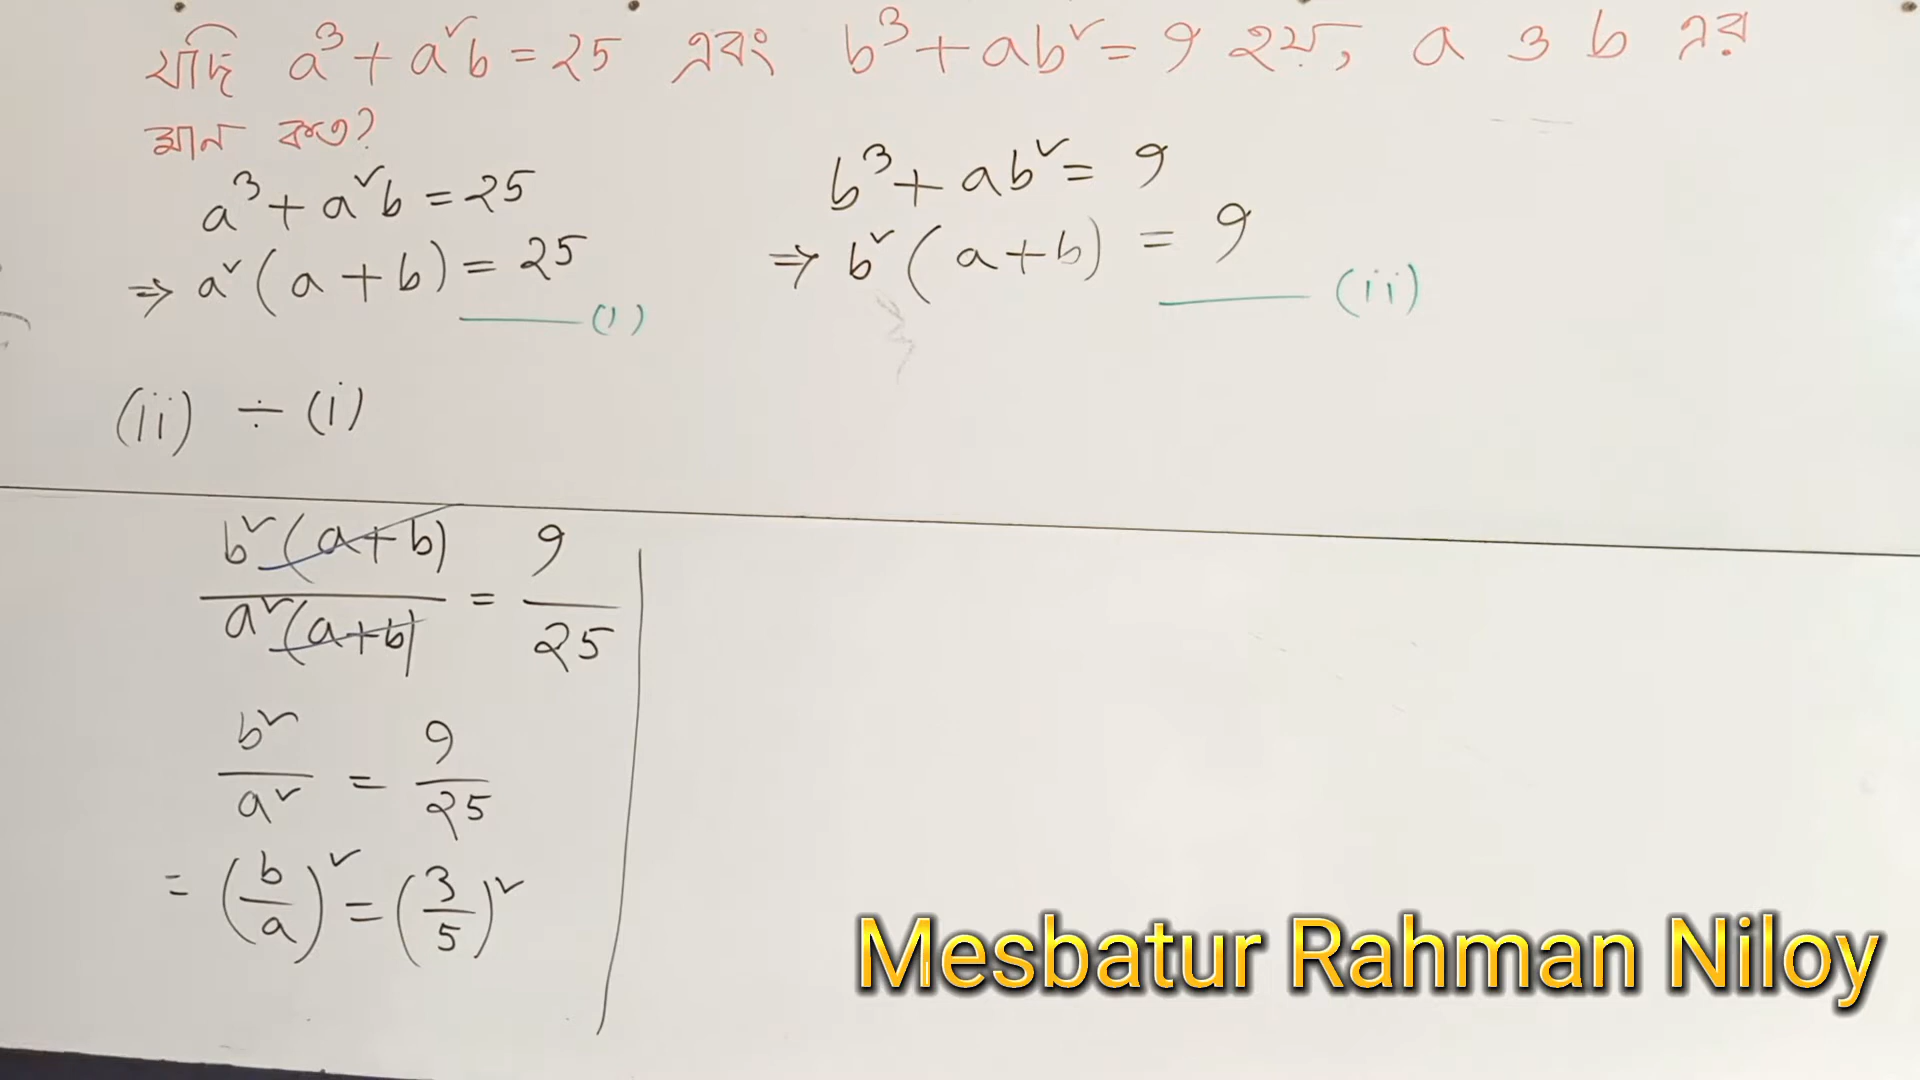 যদি a³ + a²b = 25 এবং b³ + ab² = 9 হয়, a ও b এর
মান কত?
a³ + a²b = 25
⇒ a² (a + b) = 25
(i)
b³ + ab² = 9
⇒ b² (a+b) = 9
(ii)
(ii) ÷ (i)
b² (a+b) / a² (a+b) = 9 / 25
b² / a² = 9 / 25
= (b/a)² = (3/5)²
Mesbatur Rahman Niloy